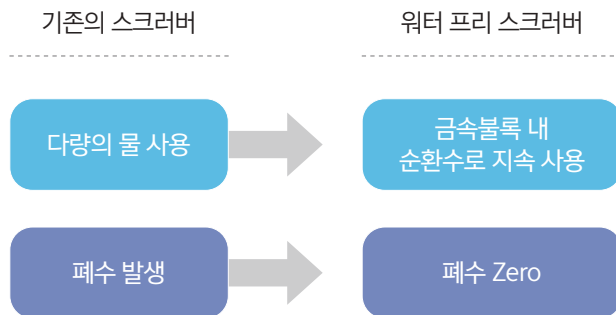 기존의 스크러버
워터 프리 스크러버
다량의 물 사용
금속불록 내
순환수로 지속 사용
폐수 발생
폐수 Zero